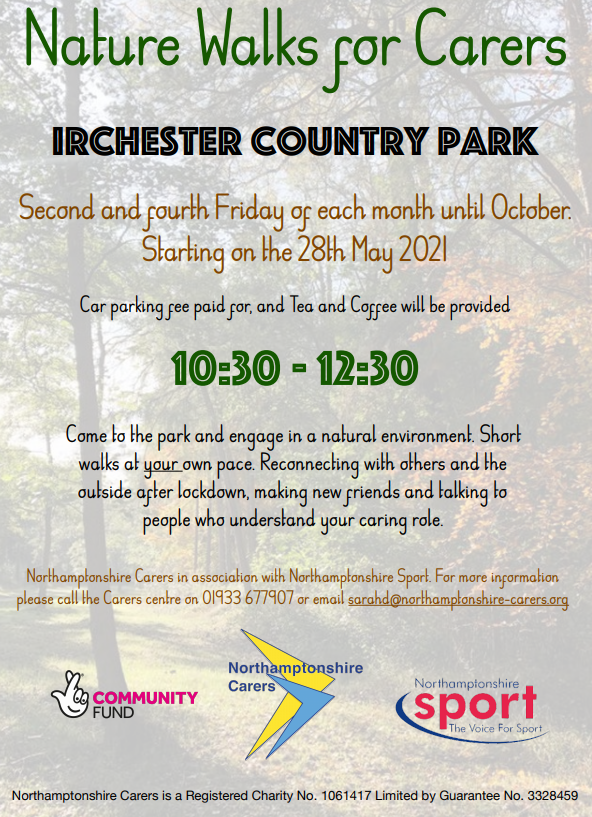 Nature Walks for Carers
IRCHESTER COUNTRY PARK
Second and fourth Friday of each month until October.
Starting on the 28th May 2021
Car parking fee paid for, and Tea and Coffee will be provided
10:30 - 12:30
Come to the park and engage in a natural environment. Short
walks at your own pace. Reconnecting with others and the
outside after lockdown, making new friends and talking to
people who understand your caring role.
Northamptonshire Carers in association with Northamptonshire Sport. For more information
please call the Carers centre on 01933 677907 or email sarahd@northamptonshire-carers.org
COMMUNITY
FUND
Northamptonshire
Carers
Northamptonshire
sport
The Voice For Sport
Northamptonshire Carers is a Registered Charity No. 1061417 Limited by Guarantee No. 3328459